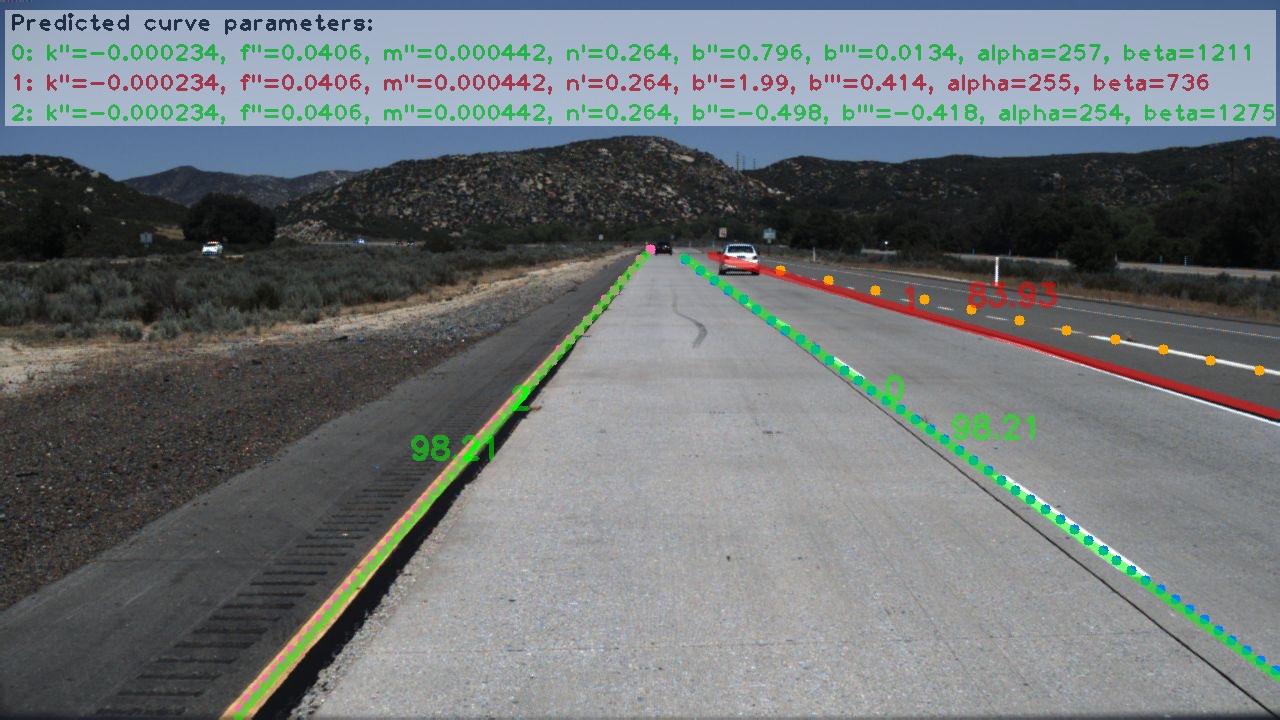 Predicted curve parameters:
0: k''=-0.000234, f''=0.0406, m''=0.000442, n'=0.264, b''=0.796, b'''=0.0134, alpha=257, beta=1211
1: k''=-0.000234, f''=0.0406, m''=0.000442, n'=0.264, b''=1.99, b'''=0.414, alpha=255, beta=736
2: k''=-0.000234, f''=0.0406, m''=0.000442, n'=0.264, b''=-0.498, b'''=-0.418, alpha=254, beta=1275
1 83.93
2 0
98.21 98.21